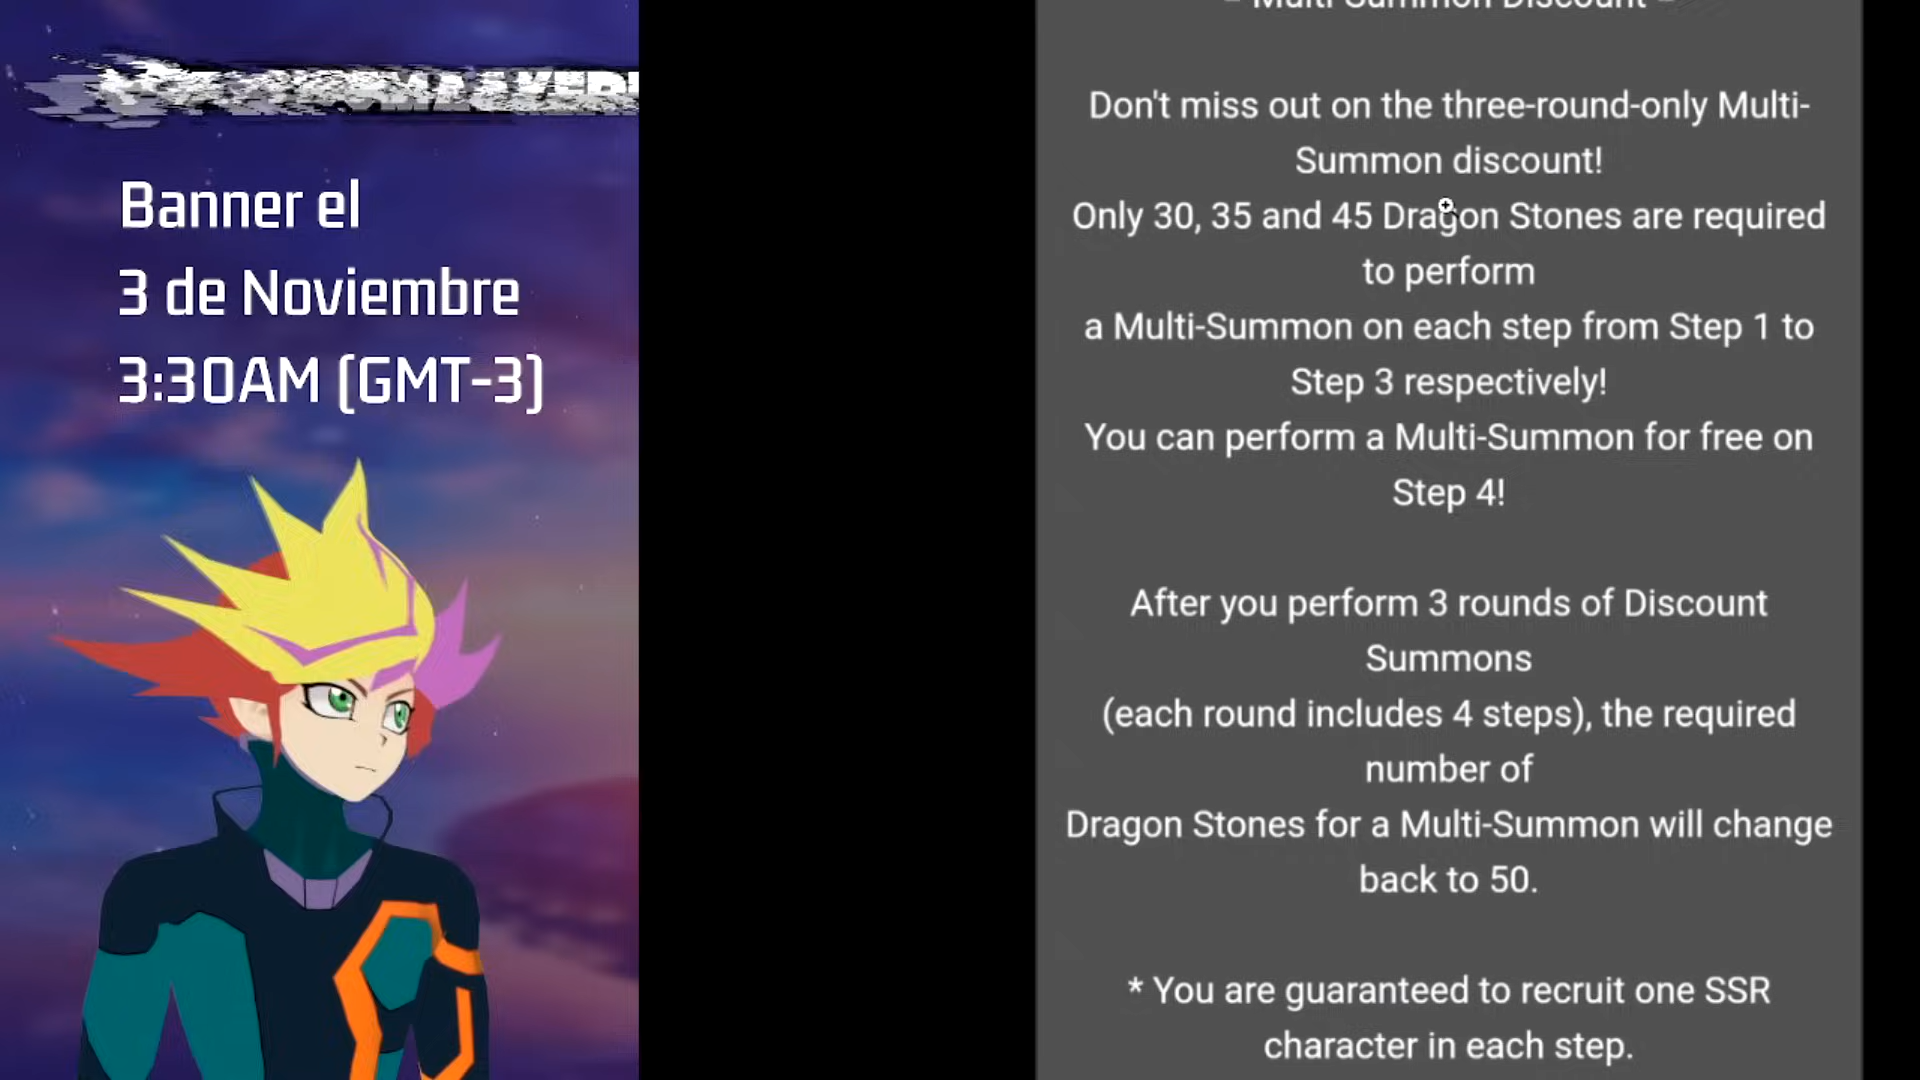 Banner el
3 de Noviembre
3:30AM (GMT-3)
- Multi-Summon Discount -
Don't miss out on the three-round-only Multi-
Summon discount!
Only 30, 35 and 45 Dragon Stones are required
to perform
a Multi-Summon on each step from Step 1 to
Step 3 respectively!
You can perform a Multi-Summon for free on
Step 4!
After you perform 3 rounds of Discount
Summons
(each round includes 4 steps), the required
number of
Dragon Stones for a Multi-Summon will change
back to 50.
* You are guaranteed to recruit one SSR
character in each step.